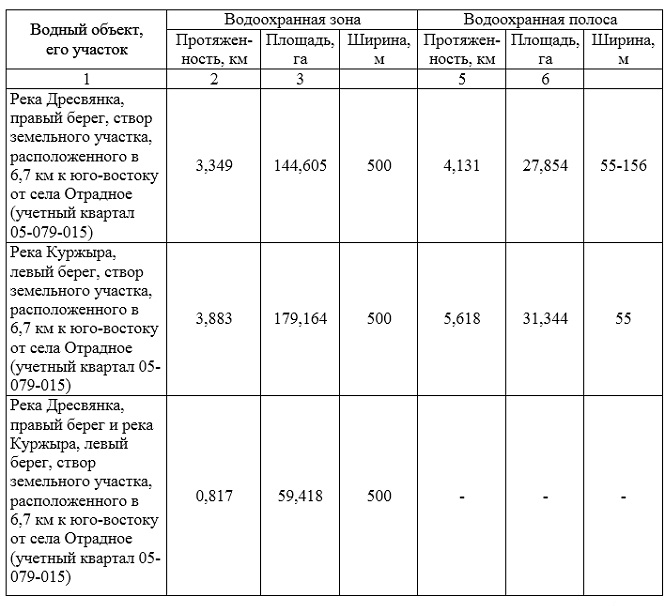 Водный объект,
его участок
Водоохранная зона
Водоохранная полоса
Протяжен-
ность, км
Площадь,
га
Ширина,
м
Протяжен-
ность, км
Площадь,
га
Ширина,
м
1
2
3
5
6
Река Дресвянка,
правый берег, створ
земельного участка,
расположенного в
6,7 км к юго-востоку
от села Отрадное
(учетный квартал
05-079-015)
3,349
144,605
500
4,131
27,854
55-156
Река Куржыра,
левый берег, створ
земельного участка,
расположенного в
6,7 км к юго-востоку
от села Отрадное
(учетный квартал 05-
079-015)
3,883
179,164
500
5,618
31,344
55
Река Дресвянка,
правый берег и река
Куржыра, левый
берег, створ
земельного участка,
расположенного в
6,7 км к юго-востоку
от села Отрадное
(учетный квартал 05-
079-015)
0,817
59,418
500
-
-
-